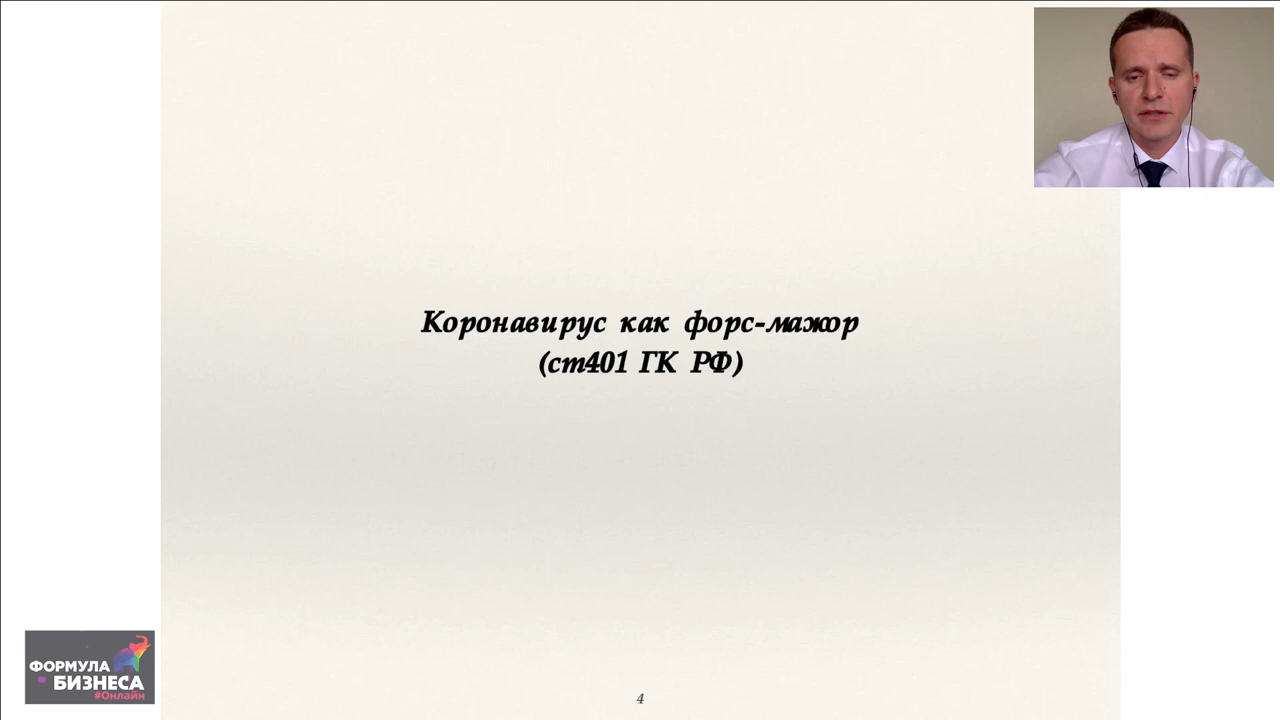 Коронавирус как форс-мажор
(ст401 ГК РФ)
ФОРМУЛА
БИЗНЕСА
#Онлайн
4